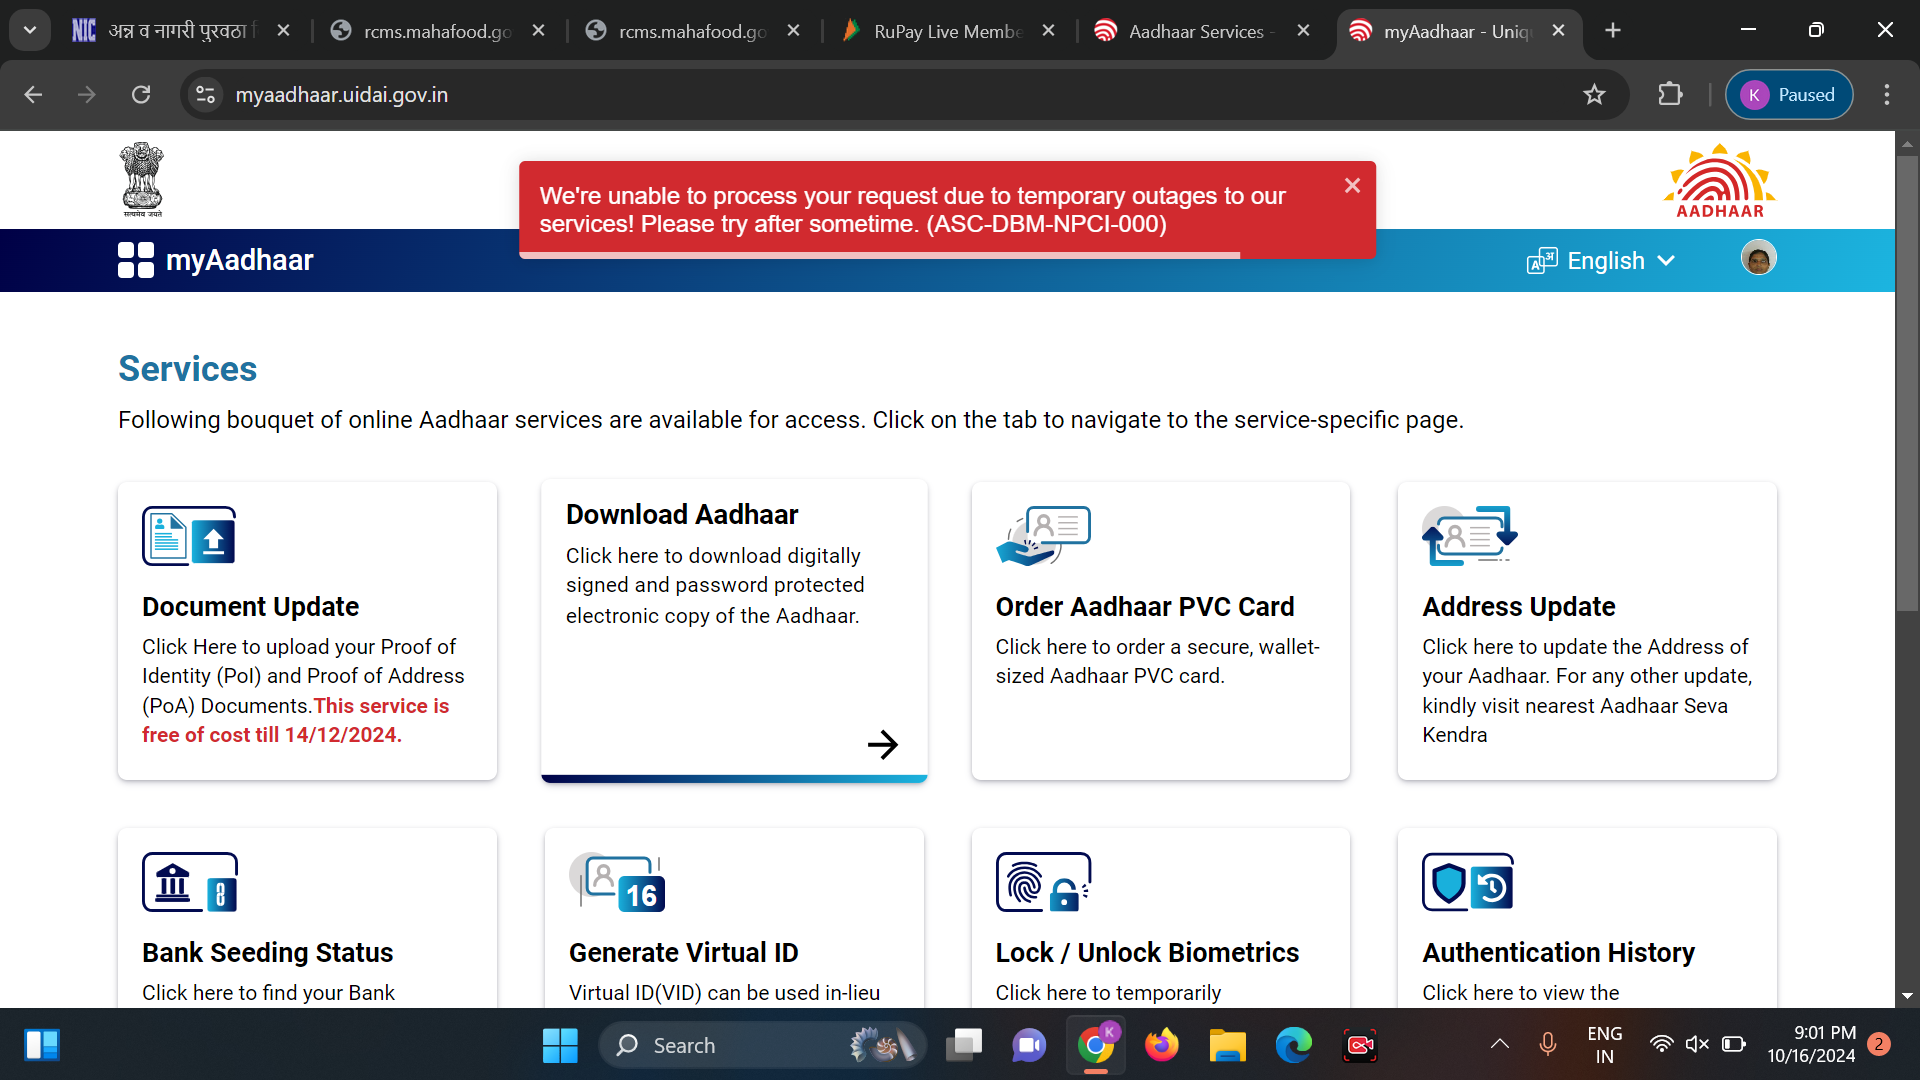 NIC अन्न व नागरी पुरवठा
rcms.mahafood.go
rcms.mahafood.go
RuPay Live Membe
Aadhaar Services -
myAadhaar - Uniq
myaadhaar.uidai.gov.in
K Paused
सत्यमेव जयते
We're unable to process your request due to temporary outages to our
services! Please try after sometime. (ASC-DBM-NPCI-000)
AADHAAR
myAadhaar
English
Services
Following bouquet of online Aadhaar services are available for access. Click on the tab to navigate to the service-specific page.
Document Update
Click Here to upload your Proof of
Identity (PoI) and Proof of Address
(PoA) Documents.This service is
free of cost till 14/12/2024.
Download Aadhaar
Click here to download digitally
signed and password protected
electronic copy of the Aadhaar.
Order Aadhaar PVC Card
Click here to order a secure, wallet-
sized Aadhaar PVC card.
Address Update
Click here to update the Address of
your Aadhaar. For any other update,
kindly visit nearest Aadhaar Seva
Kendra
Bank Seeding Status
Click here to find your Bank
16
Generate Virtual ID
Virtual ID(VID) can be used in-lieu
Lock / Unlock Biometrics
Click here to temporarily
Authentication History
Click here to view the
Search
K
ENG
IN
9:01 PM
10/16/2024
2